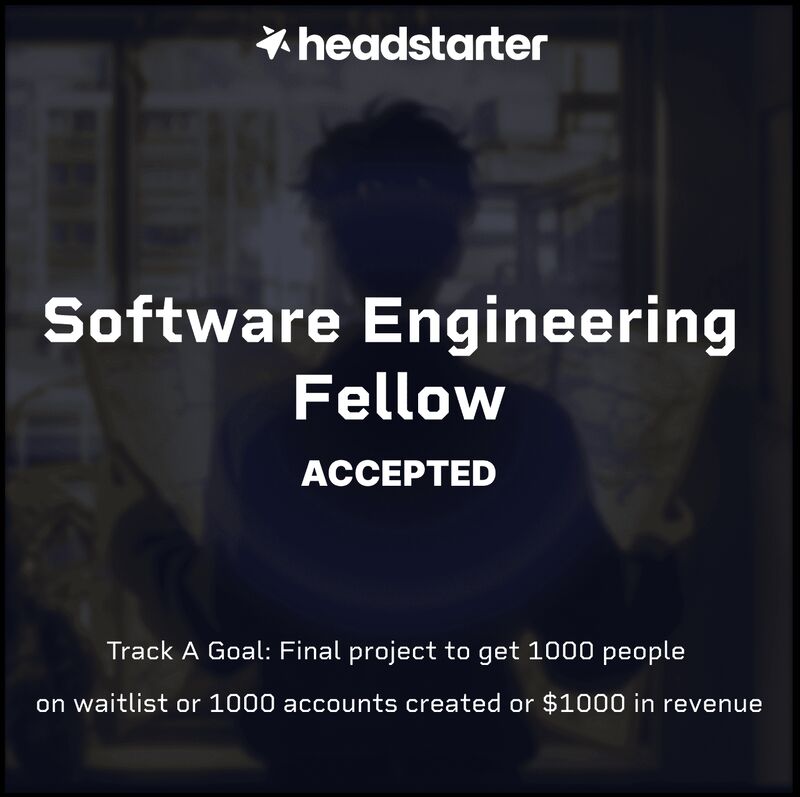 headstarter
Software Engineering
Fellow
ACCEPTED
Track A Goal: Final project to get 1000 people
on waitlist or 1000 accounts created or $1000 in revenue